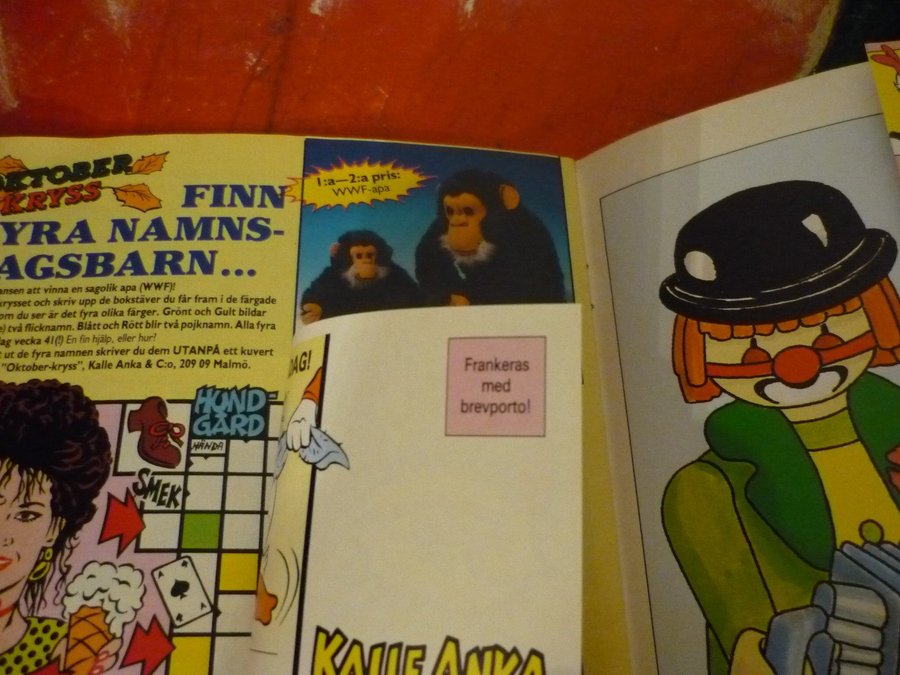 OKTOBER
KRYSS
FINN
FYRA NAMNS-
DAGSBARN...
ansen att vinna en sagolik apa (WWF)!
krysset och skriv upp de bokstäver du får fram i de färgade
om du ser är det fyra olika färger. Grönt och Gult bildar
e) två flicknamn. Blått och Rött blir två pojknamn. Alla fyra
dag vecka 41(!) En fin hjälp, eller hur!
t ut de fyra namnen skriver du dem UTANPÅ ett kuvert
"Oktober-kryss", Kalle Anka & C:o, 209 09 Malmö.
1:a—2:a pris:
WWF-apa
HUND
GÅRD
HÄNDA
SMEK
DAG!
Frankeras
med
brevporto!
KALLE ANKA